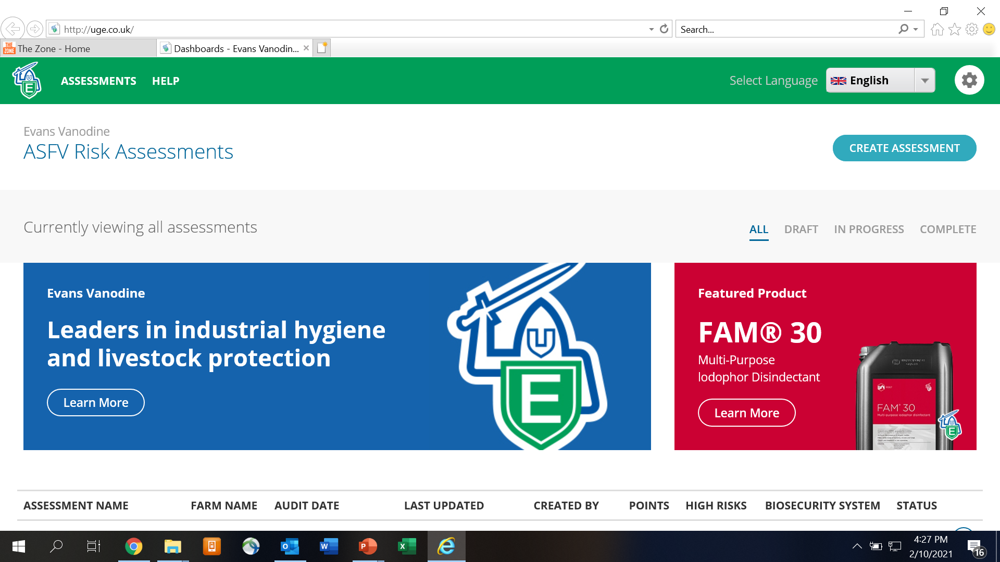 http://uge.co.uk/
Search...
The Zone - Home
Dashboards - Evans Vanodin...
ASSESSMENTS
HELP
Select Language
English
Evans Vanodine
ASFV Risk Assessments
CREATE ASSESSMENT
Currently viewing all assessments
ALL
DRAFT
IN PROGRESS
COMPLETE
Evans Vanodine
Leaders in industrial hygiene
and livestock protection
Learn More
U
E
Featured Product
FAM® 30
Multi-Purpose
Iodophor Disindectant
Learn More
FAM® 30
Multi-purpose iodophor disinfectant
E
ASSESSMENT NAME
FARM NAME
AUDIT DATE
LAST UPDATED
CREATED BY
POINTS
HIGH RISKS
BIOSECURITY SYSTEM
STATUS
4:27 PM
2/10/2021
16